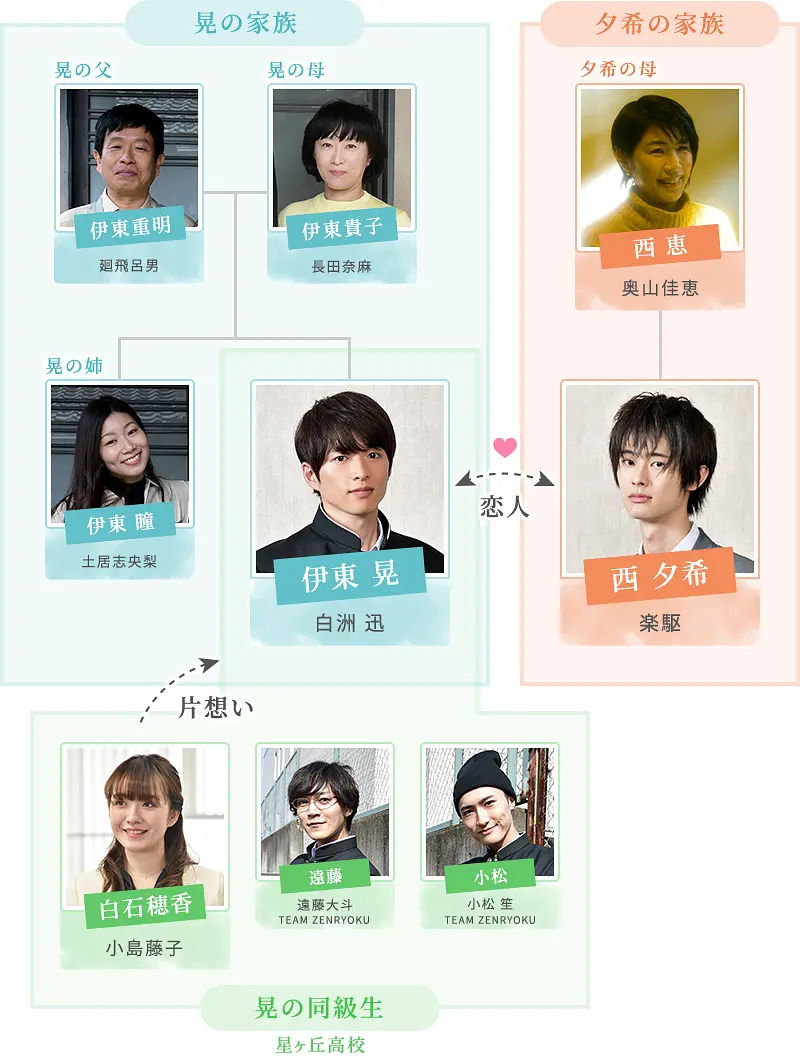 晃の家族
夕希の家族
晃の父
晃の母
夕希の母
伊東重明
廻飛呂男
伊東貴子
長田奈麻
西 恵
奥山佳恵
晃の姉
伊東 瞳
土居志央梨
伊東 晃
白洲 迅
恋人
西 夕希
楽駆
片想い
白石穂香
小島藤子
遠藤
遠藤大斗
TEAM ZENRYOKU
小松
小松 笙
TEAM ZENRYOKU
晃の同級生
星ヶ丘高校